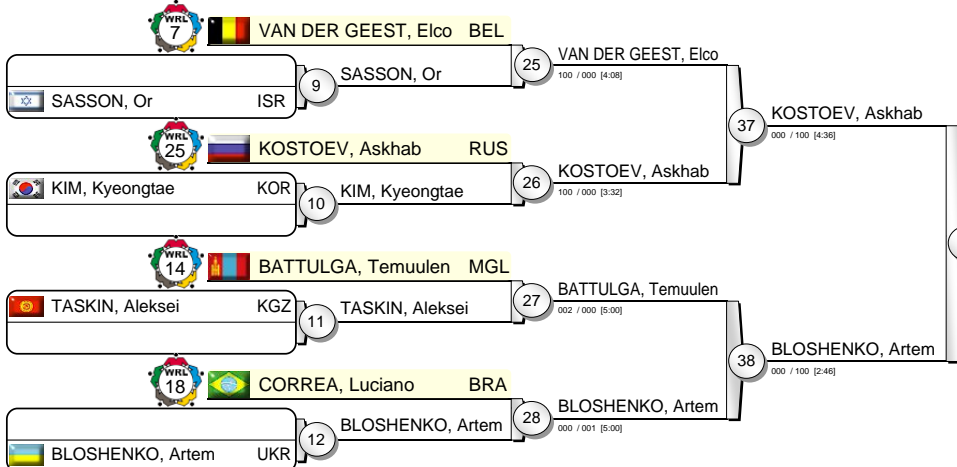 WRL
7
VAN DER GEEST, Elco BEL
25
VAN DER GEEST, Elco
100 / 000 [4:08]
SASSON, Or ISR
9
SASSON, Or
37
KOSTOEV, Askhab
000 / 100 [4:36]
WRL
25
KOSTOEV, Askhab RUS
26
KOSTOEV, Askhab
100 / 000 [3:32]
KIM, Kyeongtae KOR
10
KIM, Kyeongtae
WRL
14
BATTULGA, Temuulen MGL
27
BATTULGA, Temuulen
002 / 000 [5:00]
TASKIN, Aleksei KGZ
11
TASKIN, Aleksei
38
BLOSHENKO, Artem
000 / 100 [2:46]
WRL
18
CORREA, Luciano BRA
28
BLOSHENKO, Artem
000 / 001 [5:00]
12
BLOSHENKO, Artem
BLOSHENKO, Artem UKR